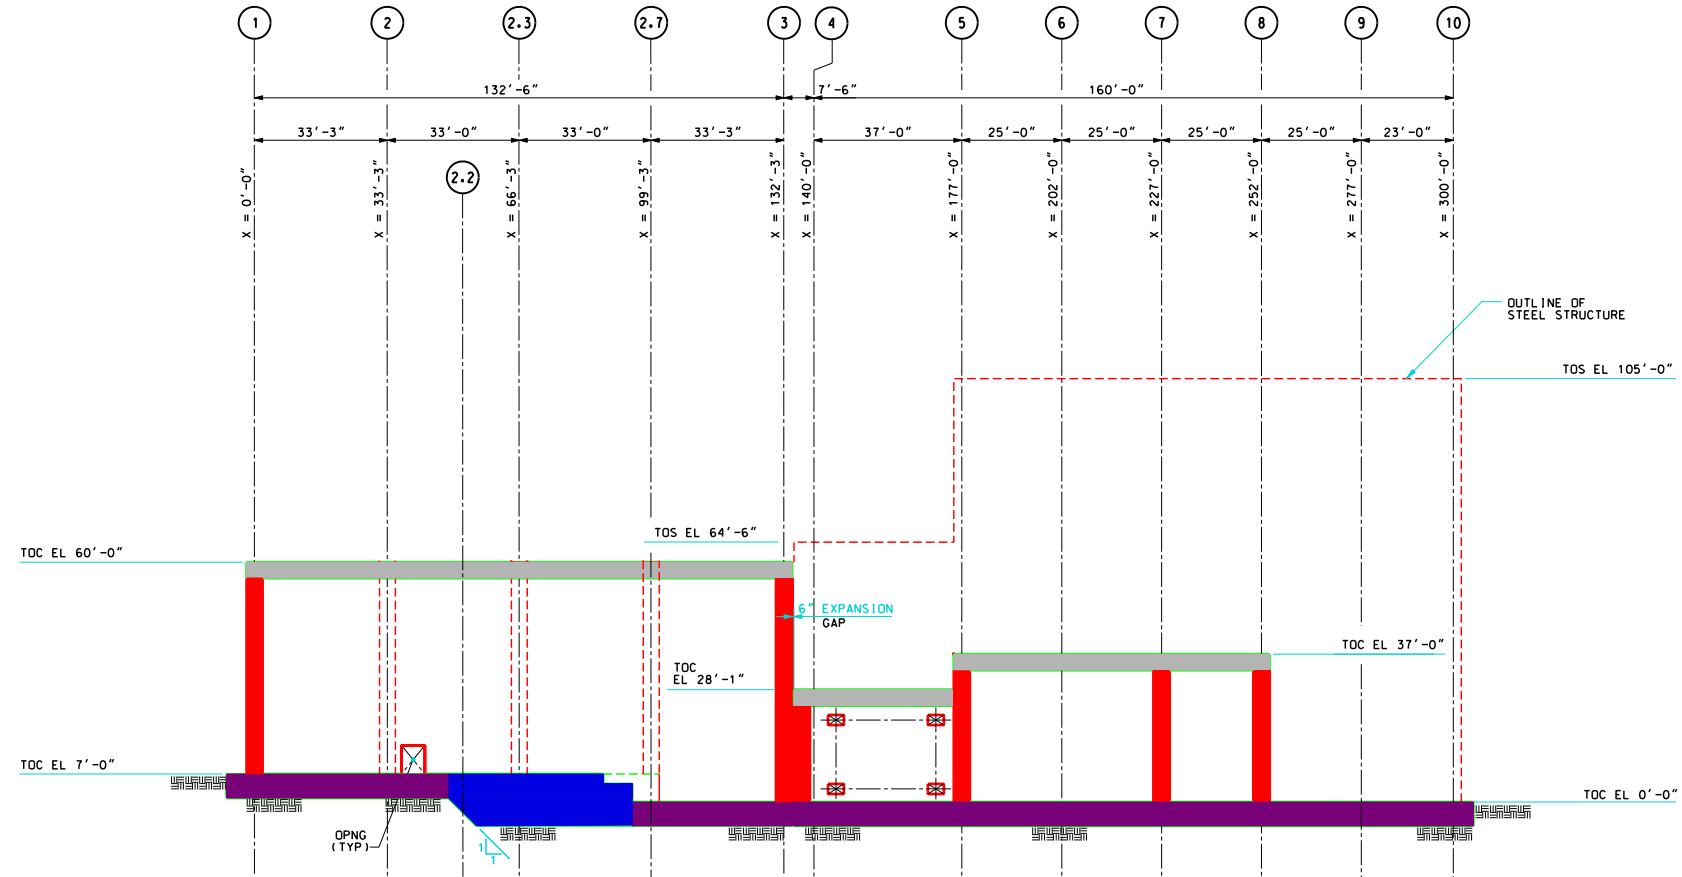 1 2 2.3 2.7 3 4 5 6 7 8 9 10
132'-6" 7'-6" 160'-0"
33'-3" 33'-0" 33'-0" 33'-3" 37'-0" 25'-0" 25'-0" 25'-0" 25'-0" 23'-0"
2.2
X = 0'-0"
X = 33'-3"
X = 66'-3"
X = 99'-3"
X = 132'-3"
X = 140'-0"
X = 177'-0"
X = 202'-0"
X = 227'-0"
X = 252'-0"
X = 277'-0"
X = 300'-0"
OUTLINE OF
STEEL STRUCTURE
TOS EL 105'-0"
TOS EL 64'-6"
TOC EL 60'-0"
6" EXPANSION
GAP
TOC EL 37'-0"
TOC
EL 28'-1"
TOC EL 7'-0"
TOC EL 0'-0"
OPNG
(TYP)
1
1